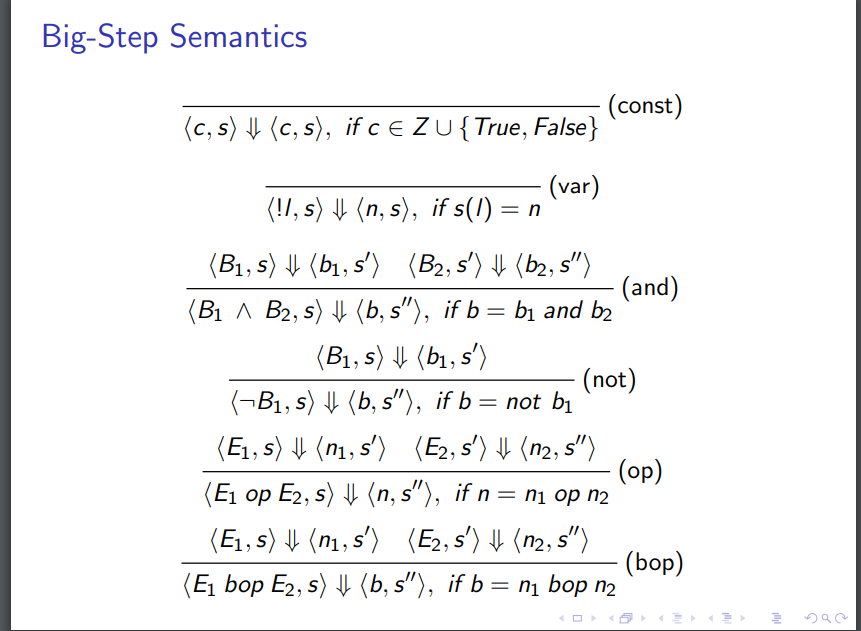 Big-Step Semantics
(const)
⟨c, s⟩ ⇓ ⟨c, s⟩, if c ∈ Z ∪ {True, False}
(var)
⟨!l, s⟩ ⇓ ⟨n, s⟩, if s(l) = n
⟨B₁, s⟩ ⇓ ⟨b₁, s′⟩ ⟨B₂, s′⟩ ⇓ ⟨b₂, s″⟩
(and)
⟨B₁ ∧ B₂, s⟩ ⇓ ⟨b, s″⟩, if b = b₁ and b₂
⟨B₁, s⟩ ⇓ ⟨b₁, s′⟩
(not)
⟨¬B₁, s⟩ ⇓ ⟨b, s″⟩, if b = not b₁
⟨E₁, s⟩ ⇓ ⟨n₁, s′⟩ ⟨E₂, s′⟩ ⇓ ⟨n₂, s″⟩
(op)
⟨E₁ op E₂, s⟩ ⇓ ⟨n, s″⟩, if n = n₁ op n₂
⟨E₁, s⟩ ⇓ ⟨n₁, s′⟩ ⟨E₂, s′⟩ ⇓ ⟨n₂, s″⟩
(bop)
⟨E₁ bop E₂, s⟩ ⇓ ⟨b, s″⟩, if b = n₁ bop n₂